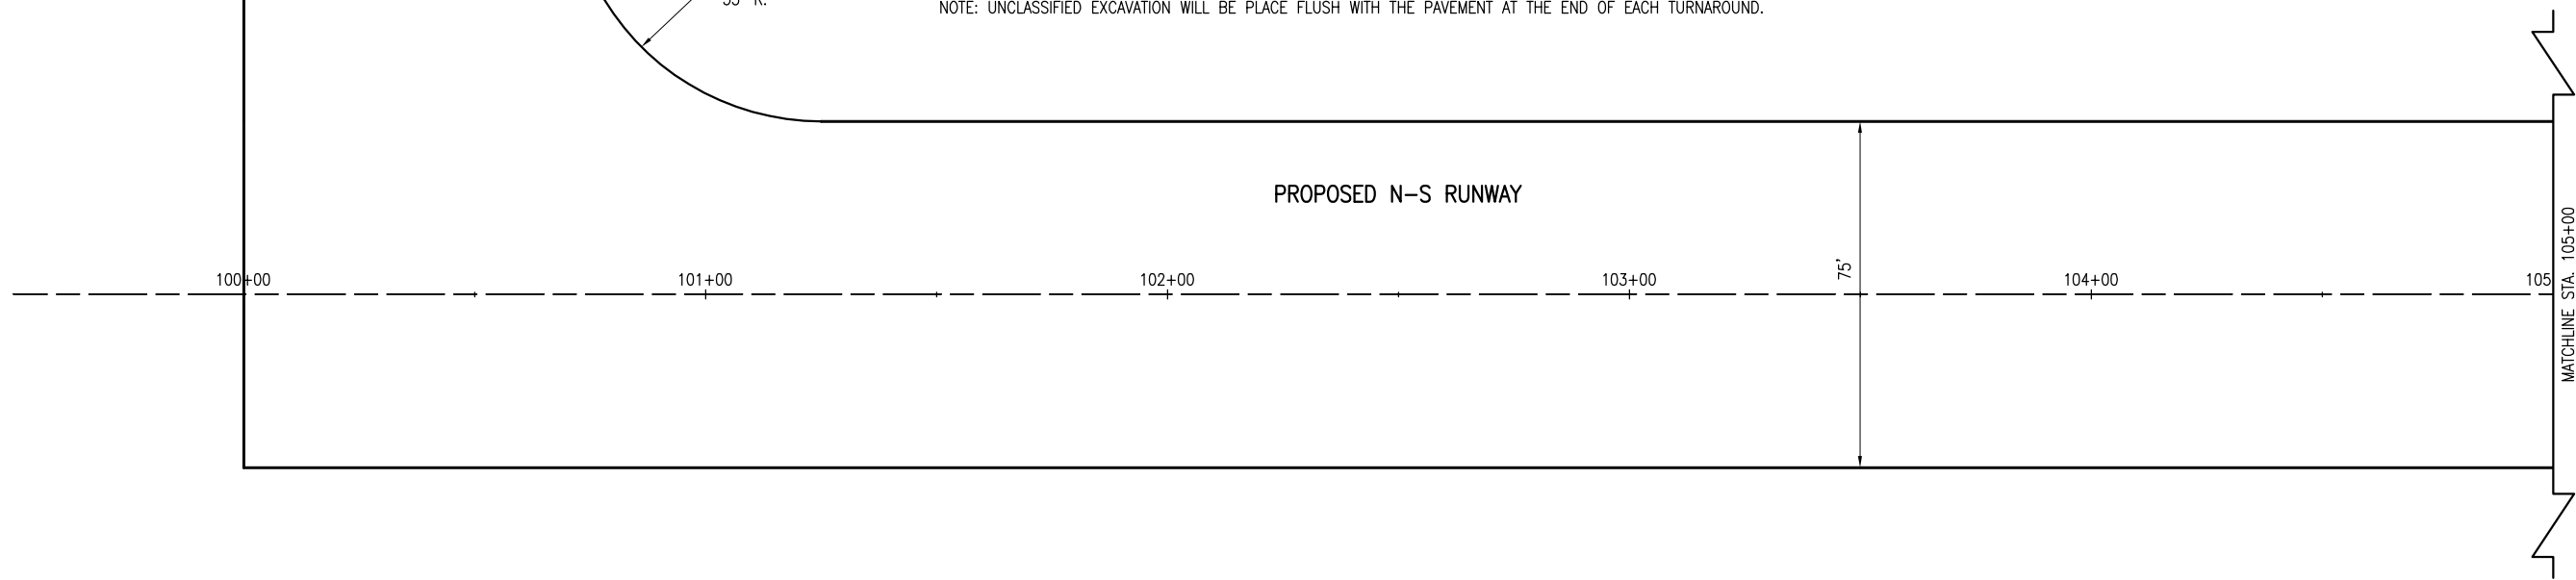 NOTE: UNCLASSIFIED EXCAVATION WILL BE PLACE FLUSH WITH THE PAVEMENT AT THE END OF EACH TURNAROUND.
PROPOSED N-S RUNWAY
100+00 101+00 102+00 103+00 104+00 105
75'
MATCHLINE STA. 105+00